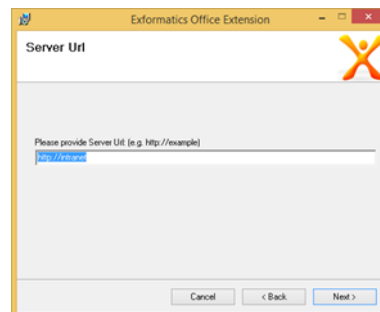 Exformatics Office Extension
Server Url
Please provide Server Url: (e.g. http://example)
http://intranet
Cancel
< Back
Next >